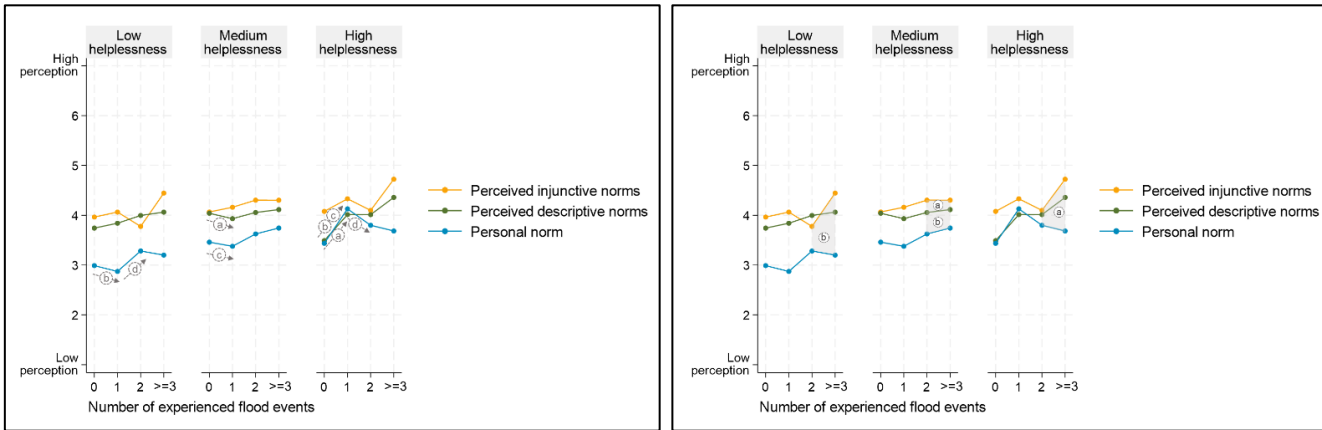 Low
helplessness
Medium
helplessness
High
helplessness
High
perception
6
5
4
3
2
Low
perception
a
b
c
d
b
d
a
c
c
b
a
d
0 1 2 >=3
0 1 2 >=3
0 1 2 >=3
Number of experienced flood events
Perceived injunctive norms
Perceived descriptive norms
Personal norm
Low
helplessness
Medium
helplessness
High
helplessness
High
perception
6
5
4
3
2
Low
perception
b
a
b
a
0 1 2 >=3
0 1 2 >=3
0 1 2 >=3
Number of experienced flood events
Perceived injunctive norms
Perceived descriptive norms
Personal norm